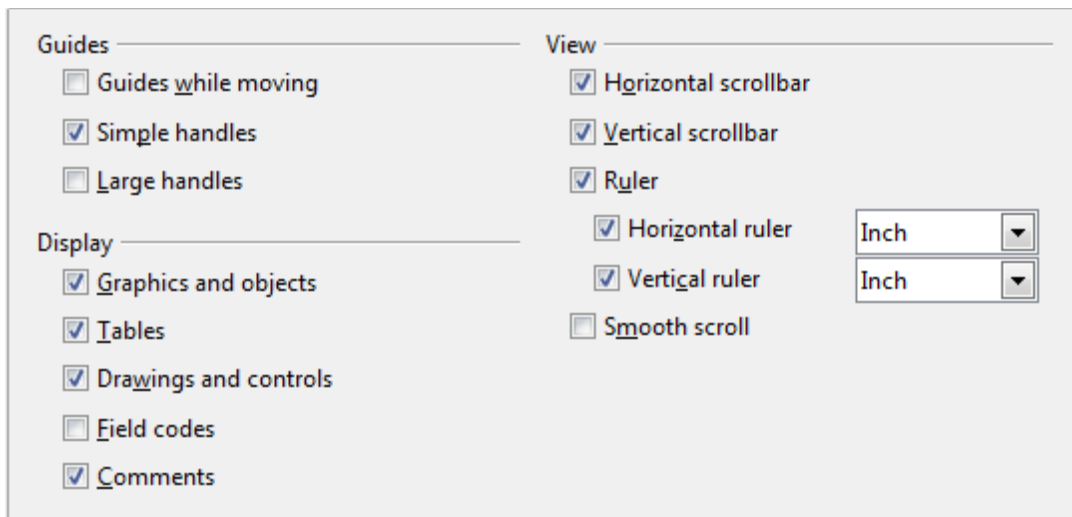 Guides
Guides while moving
Simple handles
Large handles
Display
Graphics and objects
Tables
Drawings and controls
Field codes
Comments
View
Horizontal scrollbar
Vertical scrollbar
Ruler
Horizontal ruler Inch
Vertical ruler Inch
Smooth scroll